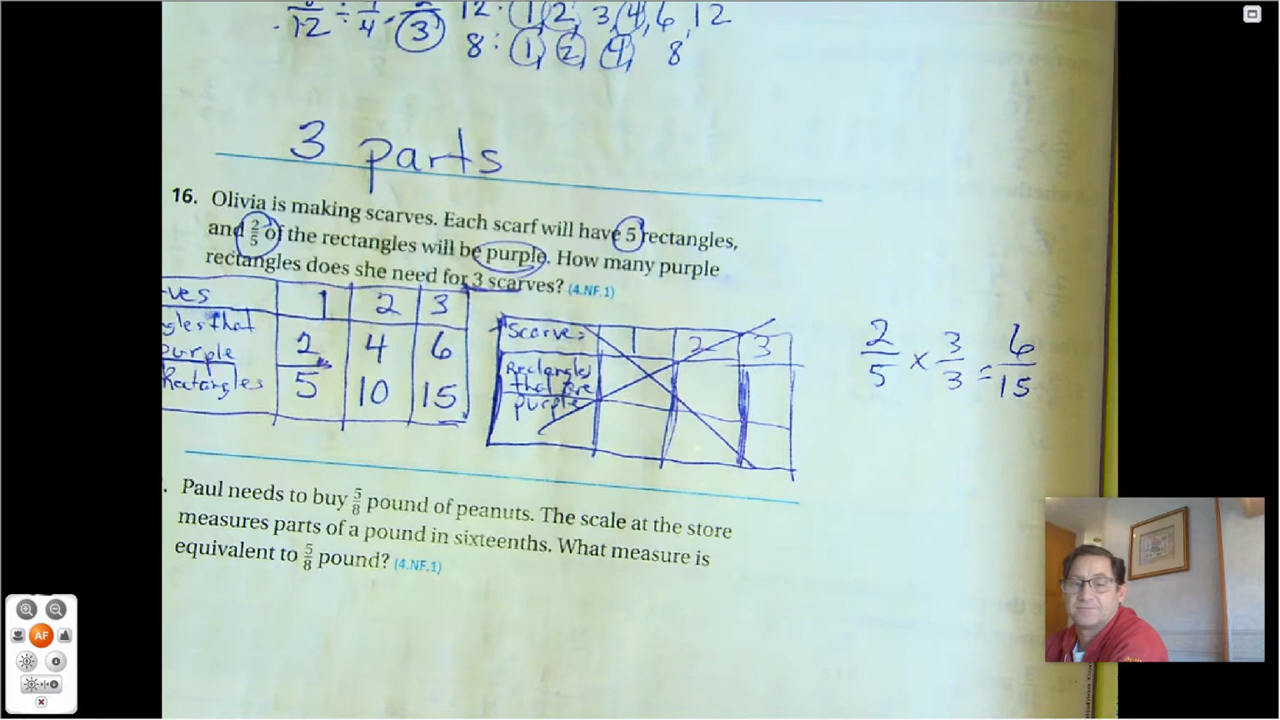 12 ÷ 1/4 3 12: 1, 2, 3, 4, 6, 12
8: 1, 2, 4, 8
3 parts
16. Olivia is making scarves. Each scarf will have 5 rectangles,
and 2/5 of the rectangles will be purple. How many purple
rectangles does she need for 3 scarves? (4.NF.1)
ves 1 2 3
gles that
purple 2 4 6
Rectangles 5 10 15
Scarves 1 2 3
Rectangles
that are
purple
2/5 × 3/3 = 6/15
. Paul needs to buy 5/8 pound of peanuts. The scale at the store
measures parts of a pound in sixteenths. What measure is
equivalent to 5/8 pound? (4.NF.1)
AF